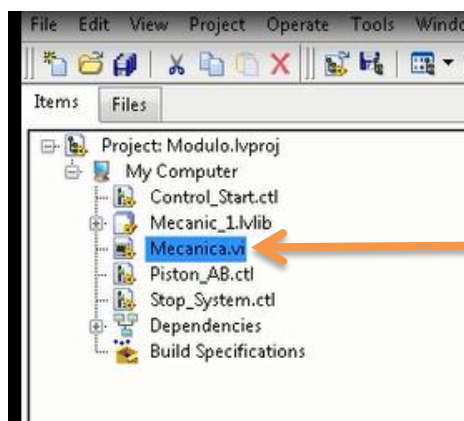 File Edit View Project Operate Tools Windo
Items Files
Project: Modulo.lvproj
My Computer
Control_Start.ctl
Mecanic_1.lvlib
Mecanica.vi
Piston_AB.ctl
Stop_System.ctl
Dependencies
Build Specifications